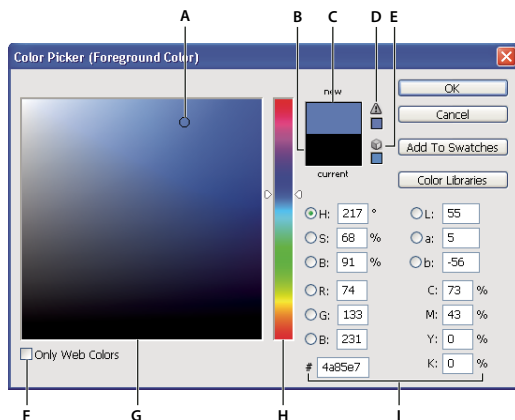 A
B
C
D
E
Color Picker (Foreground Color)
new
current
OK
Cancel
Add To Swatches
Color Libraries
H: 217 °
S: 68 %
B: 91 %
R: 74
G: 133
B: 231
# 4a85e7
L: 55
a: 5
b: -56
C: 73 %
M: 43 %
Y: 0 %
K: 0 %
Only Web Colors
F
G
H
I